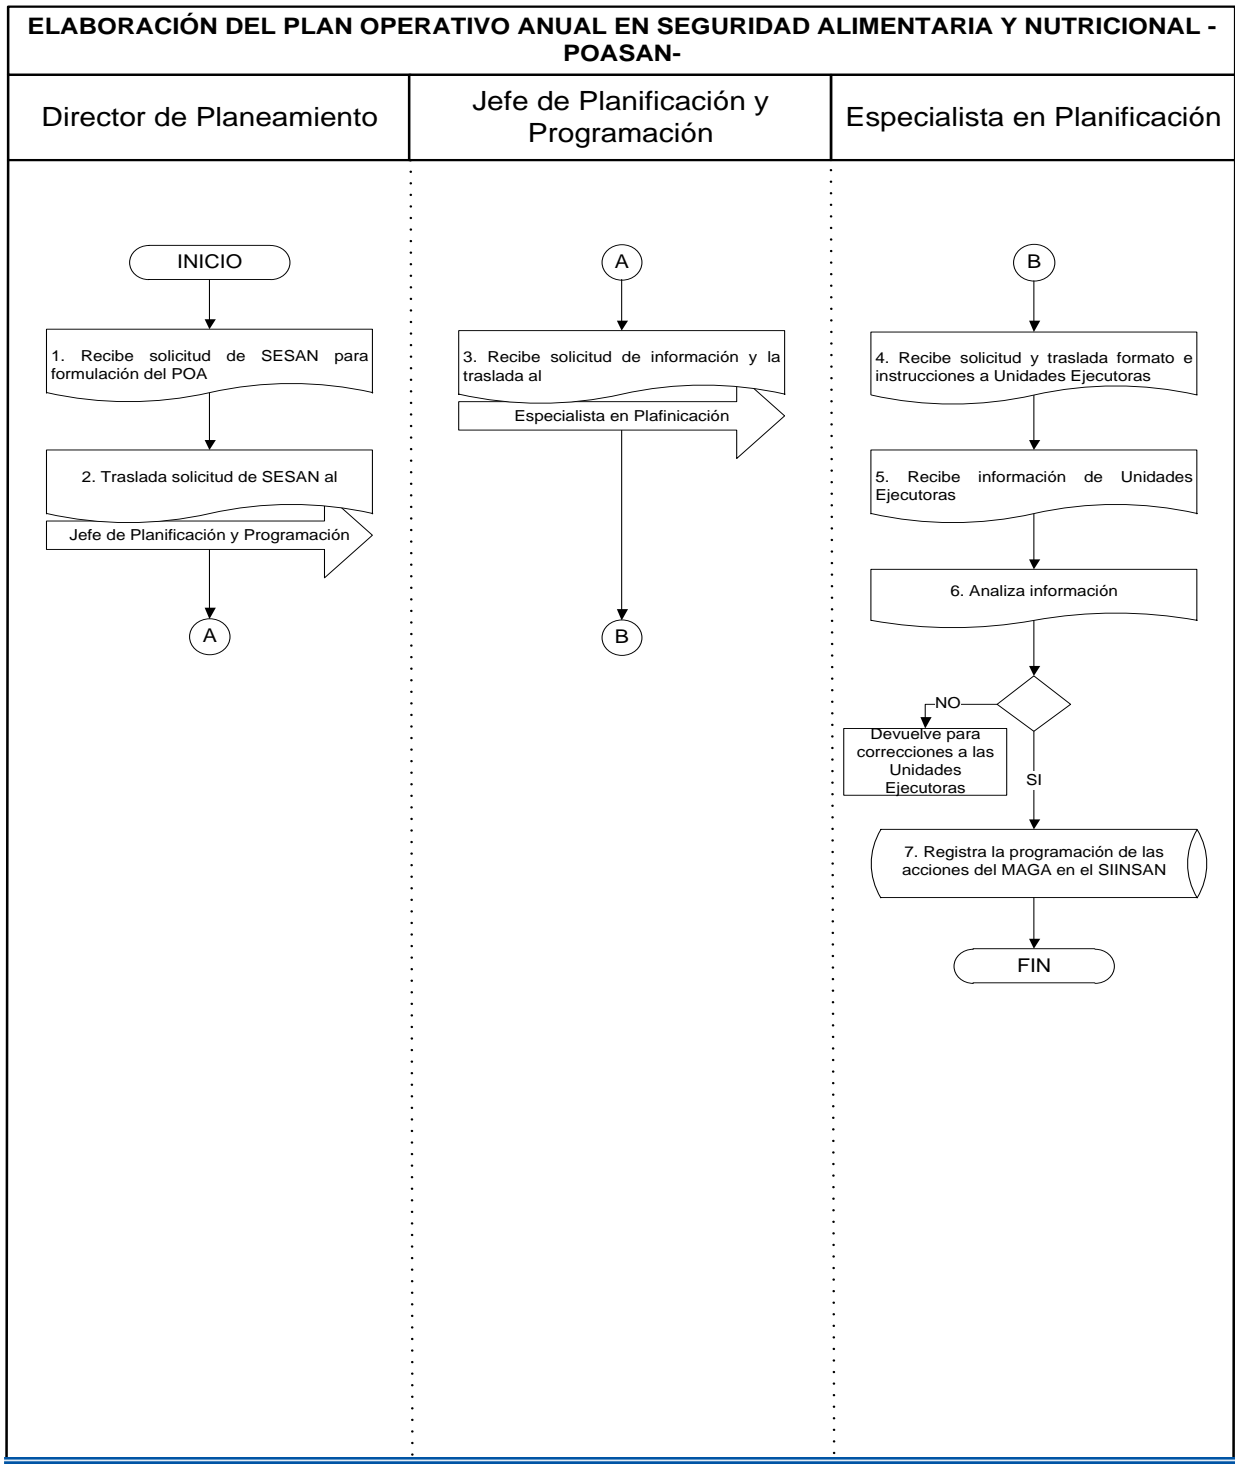 ELABORACIÓN DEL PLAN OPERATIVO ANUAL EN SEGURIDAD ALIMENTARIA Y NUTRICIONAL -
POASAN-
Director de Planeamiento
Jefe de Planificación y
Programación
Especialista en Planificación
INICIO
1. Recibe solicitud de SESAN para
formulación del POA
2. Traslada solicitud de SESAN al
Jefe de Planificación y Programación
A
A
3. Recibe solicitud de información y la
traslada al
Especialista en Plafinicación
B
B
4. Recibe solicitud y traslada formato e
instrucciones a Unidades Ejecutoras
5. Recibe información de Unidades
Ejecutoras
6. Analiza información
NO
Devuelve para
correcciones a las
Unidades
Ejecutoras
SI
7. Registra la programación de las
acciones del MAGA en el SIINSAN
FIN